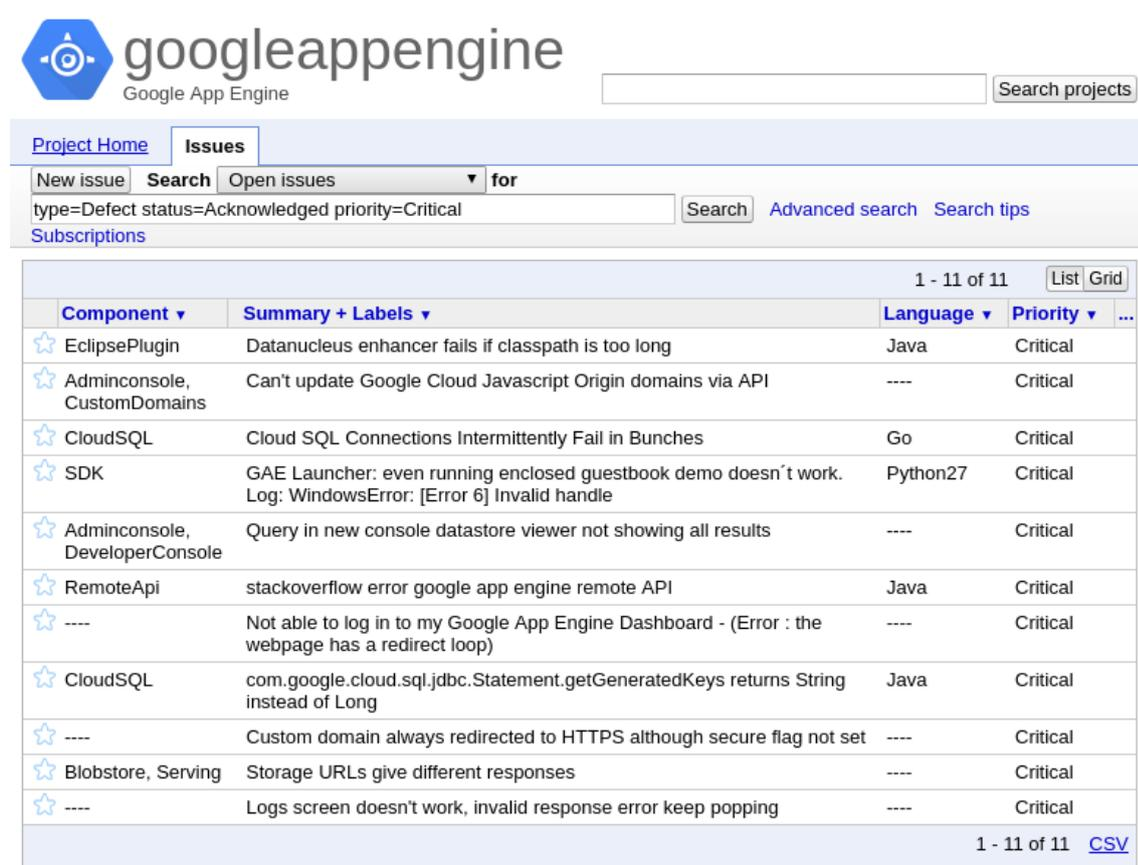 googleappengine
Google App Engine
Search projects
Project Home Issues
New issue Search Open issues for
type=Defect status=Acknowledged priority=Critical Search Advanced search Search tips
Subscriptions
1 - 11 of 11 List Grid
Component ▼ Summary + Labels ▼ Language ▼ Priority ▼ ...
EclipsePlugin Datanucleus enhancer fails if classpath is too long Java Critical
Adminconsole, Can't update Google Cloud Javascript Origin domains via API ---- Critical
CustomDomains
CloudSQL Cloud SQL Connections Intermittently Fail in Bunches Go Critical
SDK GAE Launcher: even running enclosed guestbook demo doesn´t work. Python27 Critical
Log: WindowsError: [Error 6] Invalid handle
Adminconsole, Query in new console datastore viewer not showing all results ---- Critical
DeveloperConsole
RemoteApi stackoverflow error google app engine remote API Java Critical
---- Not able to log in to my Google App Engine Dashboard - (Error : the ---- Critical
webpage has a redirect loop)
CloudSQL com.google.cloud.sql.jdbc.Statement.getGeneratedKeys returns String Java Critical
instead of Long
---- Custom domain always redirected to HTTPS although secure flag not set ---- Critical
Blobstore, Serving Storage URLs give different responses ---- Critical
---- Logs screen doesn't work, invalid response error keep popping ---- Critical
1 - 11 of 11 CSV